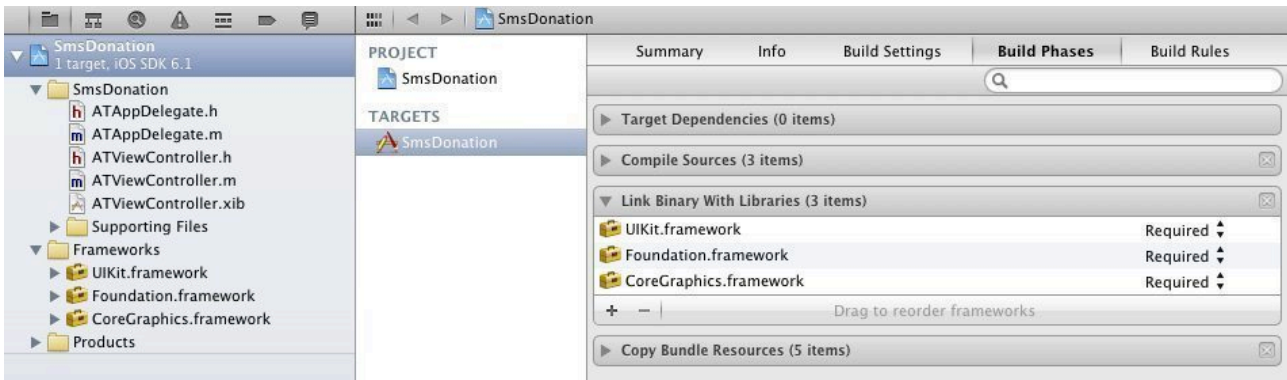 SmsDonation
SmsDonation
1 target, iOS SDK 6.1
SmsDonation
h ATAppDelegate.h
m ATAppDelegate.m
h ATViewController.h
m ATViewController.m
ATViewController.xib
Supporting Files
Frameworks
UIKit.framework
Foundation.framework
CoreGraphics.framework
Products
PROJECT
SmsDonation
TARGETS
SmsDonation
Summary Info Build Settings Build Phases Build Rules
Target Dependencies (0 items)
Compile Sources (3 items)
Link Binary With Libraries (3 items)
UIKit.framework Required
Foundation.framework Required
CoreGraphics.framework Required
+ − Drag to reorder frameworks
Copy Bundle Resources (5 items)